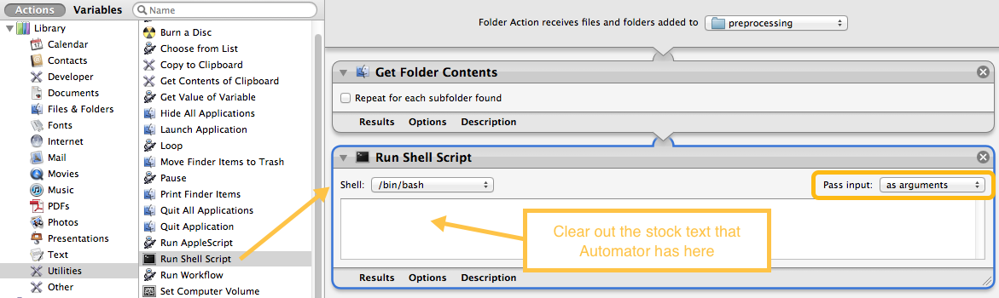 Actions
Variables
Name
Library
Calendar
Contacts
Developer
Documents
Files & Folders
Fonts
Internet
Mail
Movies
Music
PDFs
Photos
Presentations
Text
Utilities
Other
Burn a Disc
Choose from List
Copy to Clipboard
Get Contents of Clipboard
Get Value of Variable
Hide All Applications
Launch Application
Loop
Move Finder Items to Trash
Pause
Print Finder Items
Quit All Applications
Quit Application
Run AppleScript
Run Shell Script
Run Workflow
Set Computer Volume
Folder Action receives files and folders added to preprocessing
Get Folder Contents
Repeat for each subfolder found
Results Options Description
Run Shell Script
Shell: /bin/bash Pass input: as arguments
Clear out the stock text that
Automator has here
Results Options Description